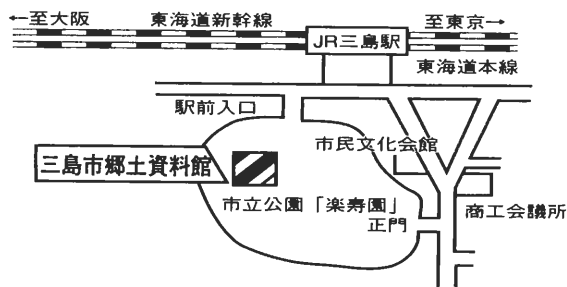 ←至大阪
東海道新幹線
JR三島駅
至東京→
東海道本線
駅前入口
市民文化会館
三島市郷土資料館
市立公園「楽寿園」
正門
商工会議所